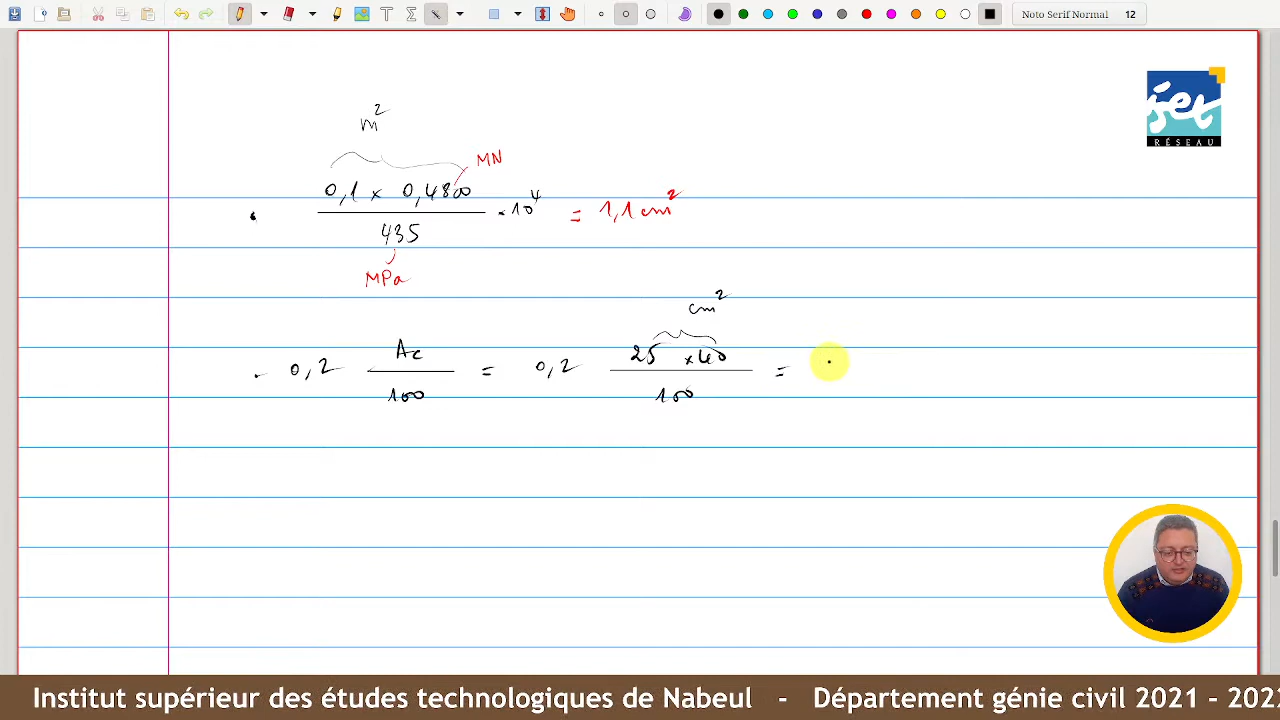 Noto Serif Normal 12
iset
RÉSEAU
m²
MN
0,1 x 0,4800
435
. 10⁴ = 1,1 cm²
MPa
cm²
. 0,2 Ac/100 = 0,2 25 x 40/100 =
Institut supérieur des études technologiques de Nabeul - Département génie civil 2021 - 202